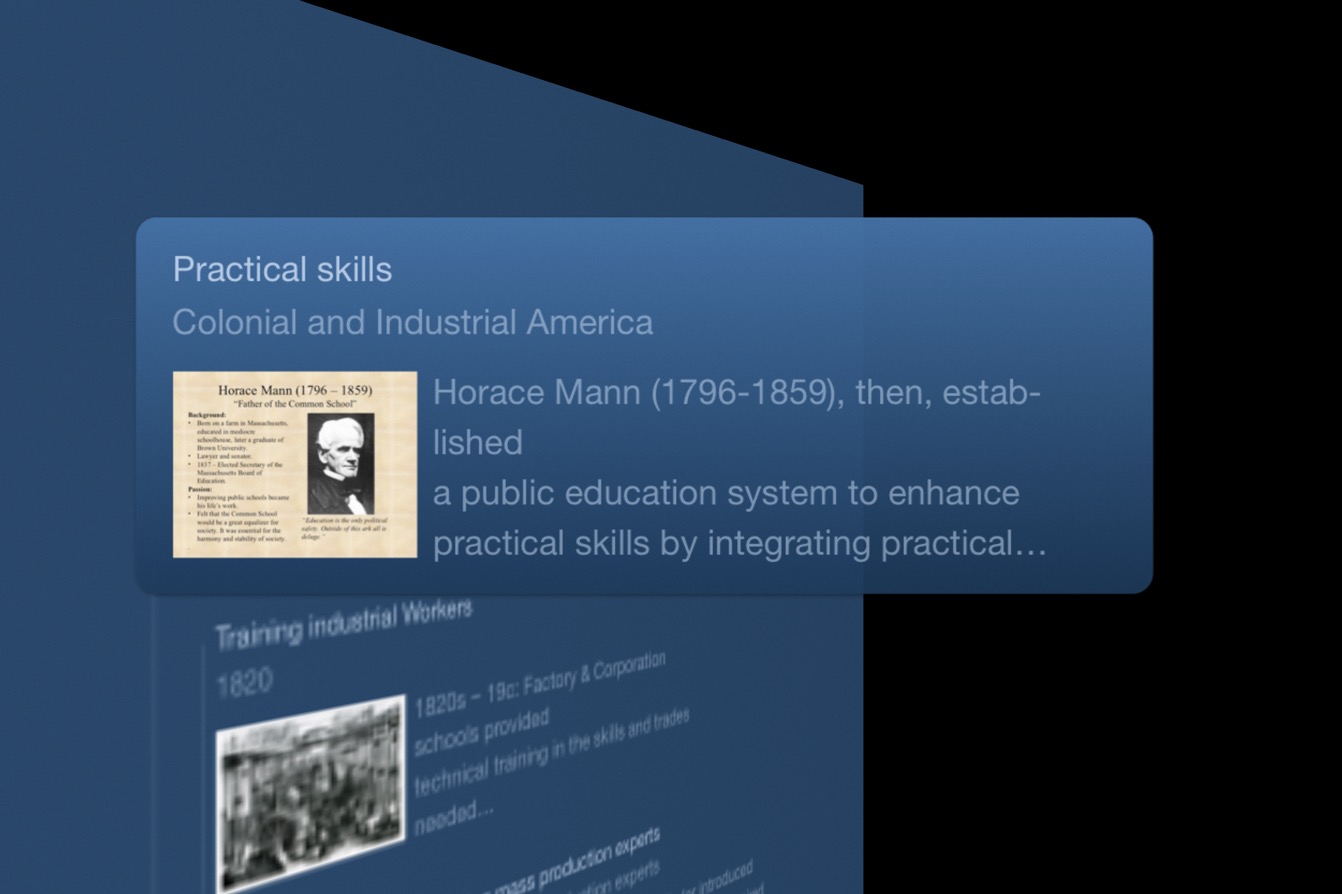 Practical skills
Colonial and Industrial America
Horace Mann (1796 – 1859)
"Father of the Common School"
Background:
• Born on a farm in Massachusetts,
educated in mediocre
schoolhouse, later a graduate of
Brown University.
• Lawyer and senator.
• 1837 – Elected Secretary of the
Massachusetts Board of
Education.
Passion:
• Improving public schools became
his life's work.
• Felt that the Common School
would be a great equalizer for
society. It was essential for the
harmony and stability of society.
"Education is the only political
safety. Outside of this ark all is
deluge."
Horace Mann (1796-1859), then, estab-
lished
a public education system to enhance
practical skills by integrating practical…
Training industrial Workers
1820
1820s – 19c: Factory & Corporation
schools provided
technical training in the skills and trades
needed…
mass production experts
experts
introduced